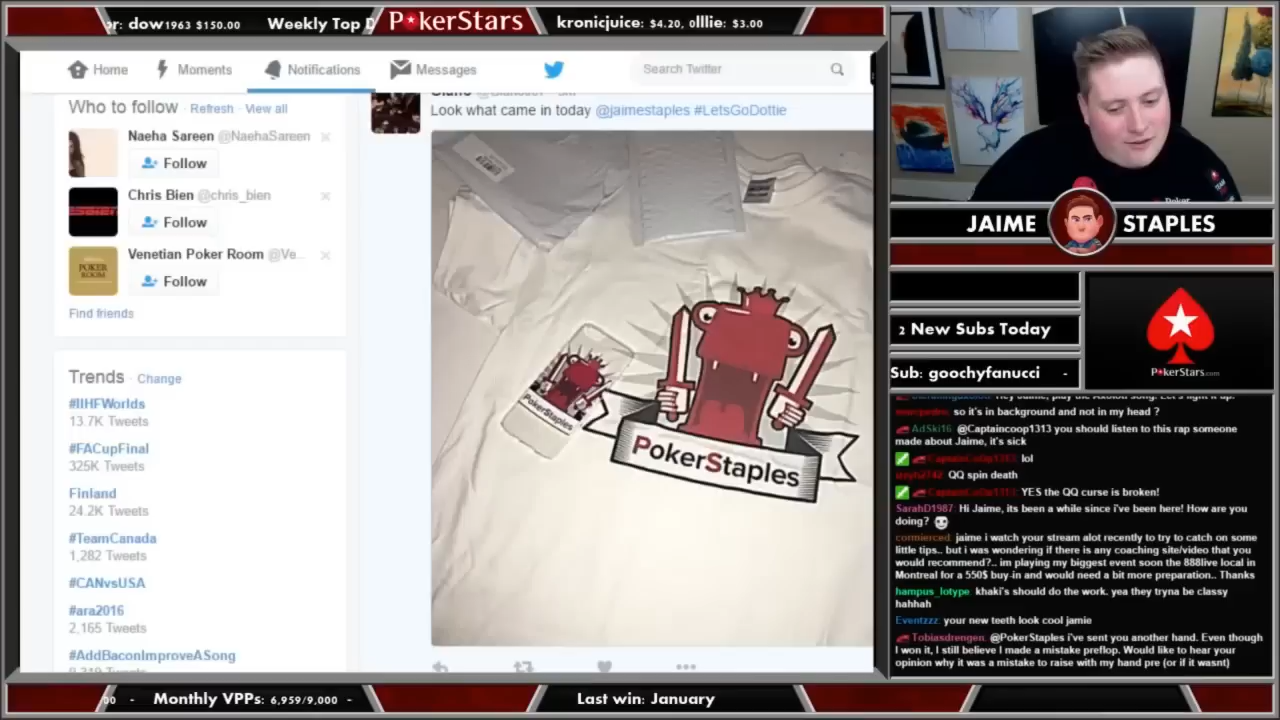 r: dow1963 $150.00
Weekly Top
PokerStars
kronicjuice: $4.20, 0lllie: $3.00
Home
Moments
Notifications
Messages
Search Twitter
Who to follow · Refresh · View all
Naeha Sareen @NaehaSareen
Follow
Chris Bien @chris_bien
Follow
POKER
ROOM
Venetian Poker Room @Ve...
Follow
Find friends
Trends · Change
#IIHFWorlds
13.7K Tweets
#FACupFinal
325K Tweets
Finland
24.2K Tweets
#TeamCanada
1,282 Tweets
#CANvsUSA
#ara2016
2,165 Tweets
#AddBaconImproveASong
Look what came in today @jaimestaples #LetsGoDottie
PokerStaples
PokerStaples
JAIME STAPLES
2 New Subs Today
Sub: goochyfanucci -
PokerStars.com
so it's in background and not in my head ?
AdSki16 @Captaincoop1313 you should listen to this rap someone
made about Jaime, it's sick
lol
QQ spin death
YES the QQ curse is broken!
SarahD1987: Hi Jaime, its been a while since i've been here! How are you
doing?
cormierced: jaime i watch your stream alot recently to try to catch on some
little tips.. but i was wondering if there is any coaching site/video that you
would recommend?.. im playing my biggest event soon the 888live local in
Montreal for a 550$ buy-in and would need a bit more preparation.. Thanks
hampus_lotype: khaki's should do the work. yea they tryna be classy
hahhah
Eventzzz: your new teeth look cool jamie
Tobiasdrengen: @PokerStaples i've sent you another hand. Even though
I won it, I still believe I made a mistake preflop. Would like to hear your
opinion why it was a mistake to raise with my hand pre (or if it wasnt)
00 - Monthly VPPs: 6,959/9,000 -
Last win: January